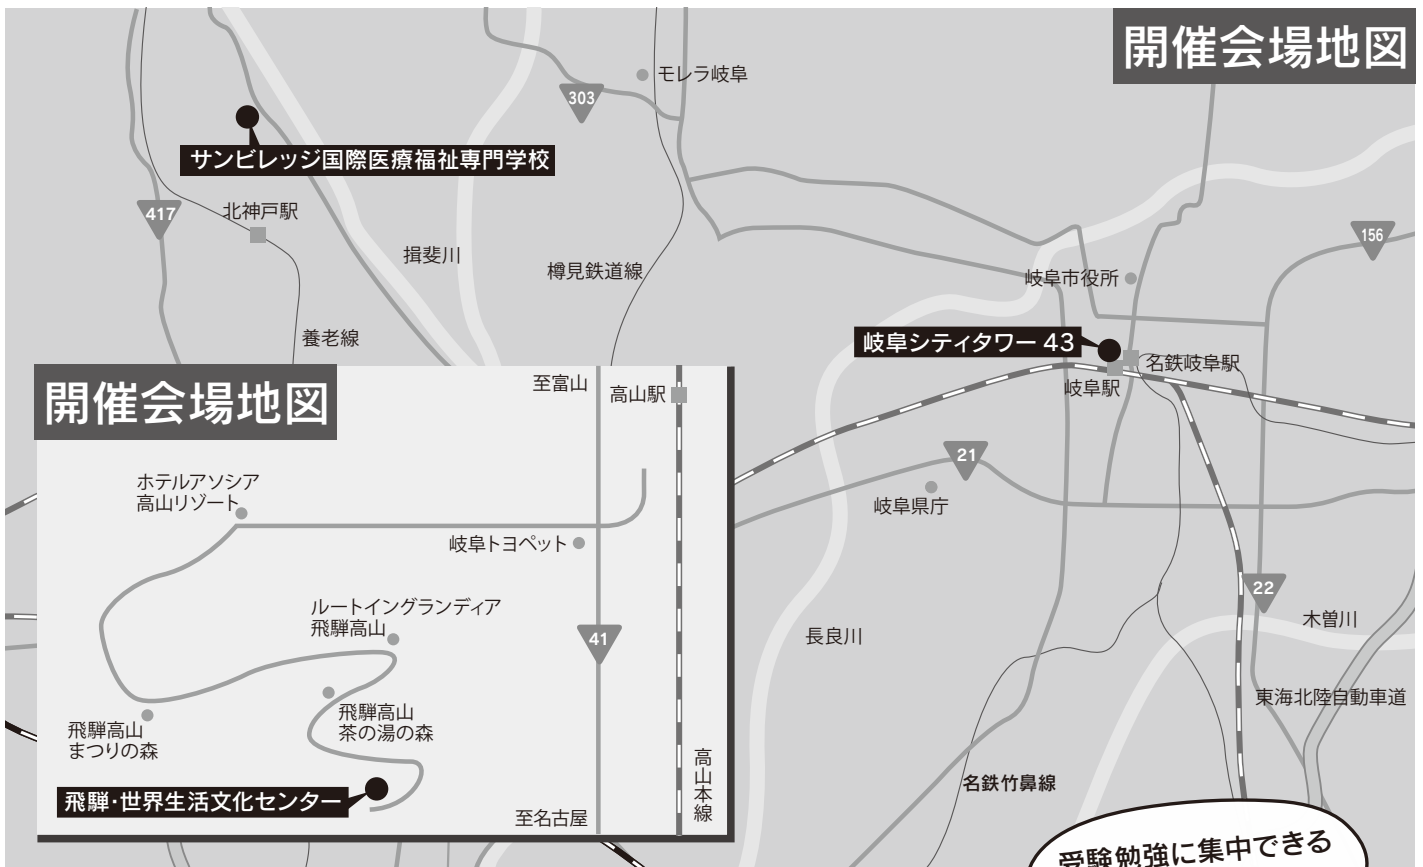 開催会場地図
モレラ岐阜
303
サンビレッジ国際医療福祉専門学校
417
北神戸駅
揖斐川
樽見鉄道線
養老線
156
岐阜市役所
岐阜シティタワー 43
名鉄岐阜駅
岐阜駅
21
岐阜県庁
22
木曽川
長良川
東海北陸自動車道
名鉄竹鼻線
開催会場地図
至富山
高山駅
ホテルアソシア
高山リゾート
岐阜トヨペット
ルートイングランディア
飛騨高山
41
飛騨高山
茶の湯の森
飛騨高山
まつりの森
高山本線
飛騨・世界生活文化センター
至名古屋
受験勉強に集中できる